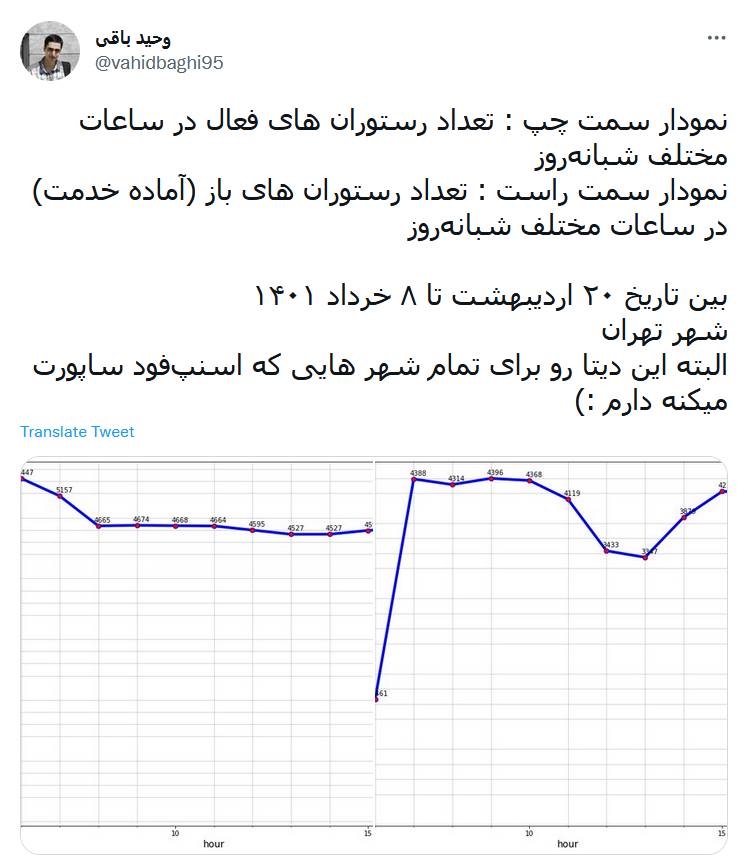 وحید باقی
@vahidbaghi95
نمودار سمت چپ : تعداد رستوران های فعال در ساعات
مختلف شبانه‌روز
نمودار سمت راست : تعداد رستوران های باز (آماده خدمت)
در ساعات مختلف شبانه‌روز
بین تاریخ ۲۰ اردیبهشت تا ۸ خرداد ۱۴۰۱
شهر تهران
البته این دیتا رو برای تمام شهر هایی که اسنپ‌فود ساپورت
میکنه دارم :)
Translate Tweet
447 5157 4665 4674 4668 4664 4595 4527 4527 45
10 15
hour
461 4388 4314 4396 4368 4119 3433 3347 42
10 15
hour